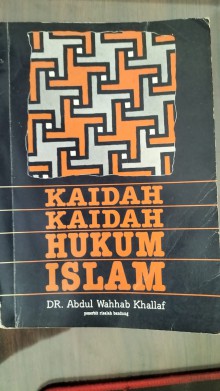 KAIDAH
KAIDAH
HUKUM
ISLAM
DR. Abdul Wahhab Khallaf
penerbit risalah bandung